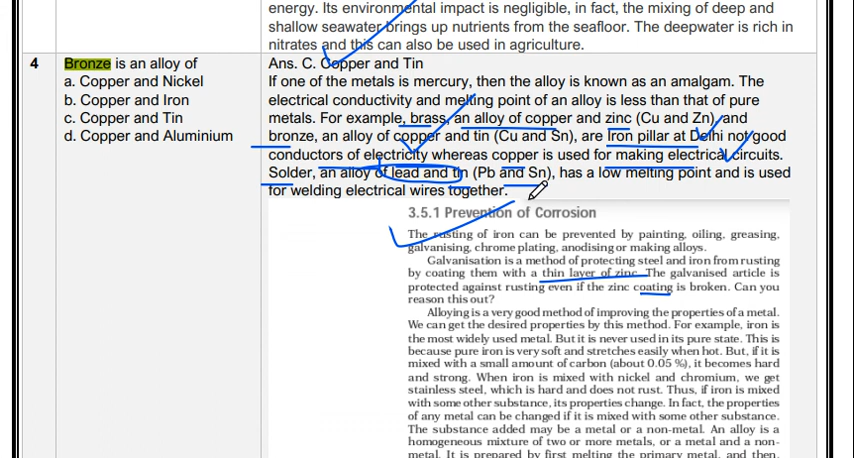 energy. Its environmental impact is negligible, in fact, the mixing of deep and
shallow seawater brings up nutrients from the seafloor. The deepwater is rich in
nitrates and this can also be used in agriculture.
4
Bronze is an alloy of
a. Copper and Nickel
b. Copper and Iron
c. Copper and Tin
d. Copper and Aluminium
Ans. C. Copper and Tin
If one of the metals is mercury, then the alloy is known as an amalgam. The
electrical conductivity and melting point of an alloy is less than that of pure
metals. For example, brass, an alloy of copper and zinc (Cu and Zn), and
bronze, an alloy of copper and tin (Cu and Sn), are Iron pillar at Delhi not good
conductors of electricity whereas copper is used for making electrical circuits.
Solder, an alloy of lead and tin (Pb and Sn), has a low melting point and is used
for welding electrical wires together.
3.5.1 Prevention of Corrosion
The rusting of iron can be prevented by painting, oiling, greasing,
galvanising, chrome plating, anodising or making alloys.
Galvanisation is a method of protecting steel and iron from rusting
by coating them with a thin layer of zinc. The galvanised article is
protected against rusting even if the zinc coating is broken. Can you
reason this out?
Alloying is a very good method of improving the properties of a metal.
We can get the desired properties by this method. For example, iron is
the most widely used metal. But it is never used in its pure state. This is
because pure iron is very soft and stretches easily when hot. But, if it is
mixed with a small amount of carbon (about 0.05 %), it becomes hard
and strong. When iron is mixed with nickel and chromium, we get
stainless steel, which is hard and does not rust. Thus, if iron is mixed
with some other substance, its properties change. In fact, the properties
of any metal can be changed if it is mixed with some other substance.
The substance added may be a metal or a non-metal. An alloy is a
homogeneous mixture of two or more metals, or a metal and a non-
metal. It is prepared by first melting the primary metal, and then,